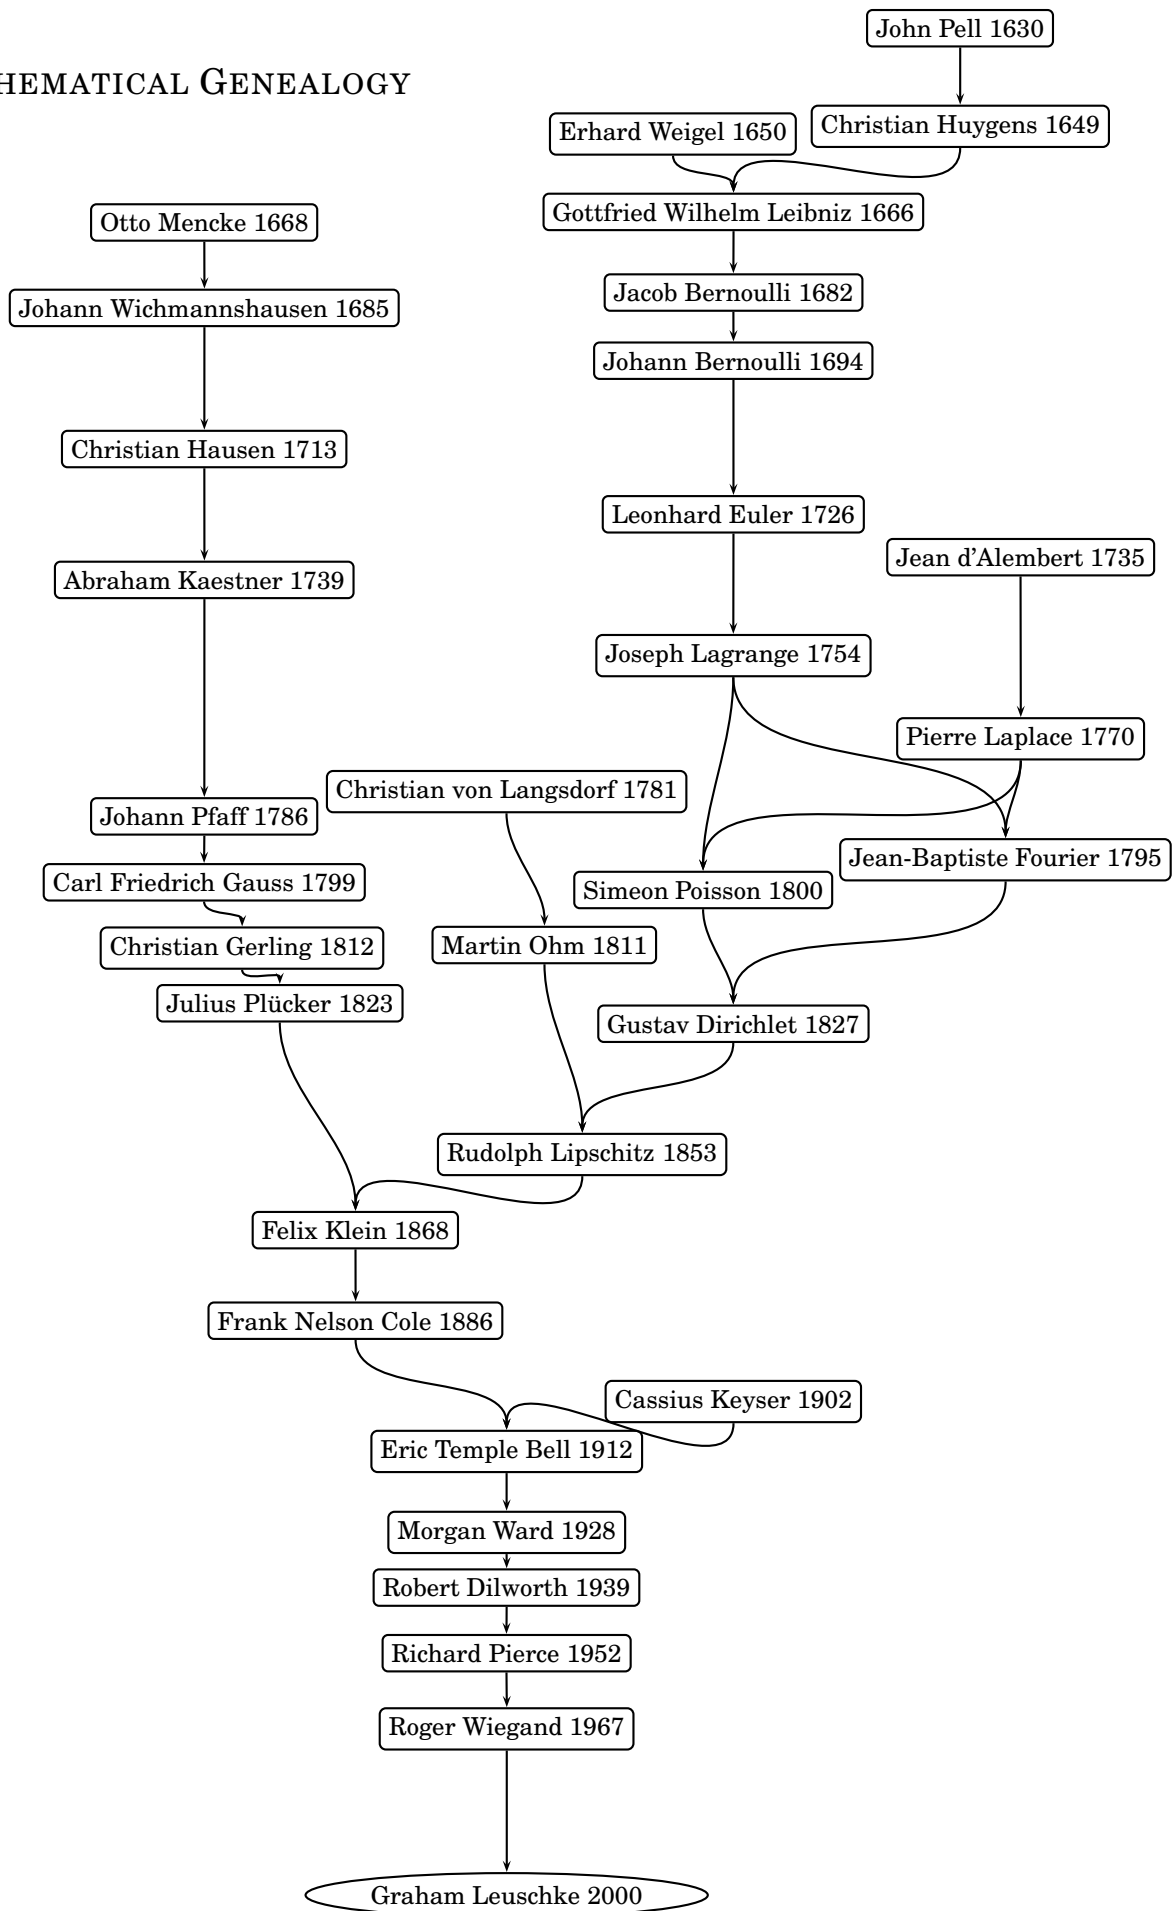 John Pell 1630
HEMATICAL GENEALOGY
Erhard Weigel 1650
Christian Huygens 1649
Otto Mencke 1668
Gottfried Wilhelm Leibniz 1666
Johann Wichmannshausen 1685
Jacob Bernoulli 1682
Johann Bernoulli 1694
Christian Hausen 1713
Leonhard Euler 1726
Jean d'Alembert 1735
Abraham Kaestner 1739
Joseph Lagrange 1754
Pierre Laplace 1770
Christian von Langsdorf 1781
Johann Pfaff 1786
Jean-Baptiste Fourier 1795
Carl Friedrich Gauss 1799
Simeon Poisson 1800
Christian Gerling 1812
Martin Ohm 1811
Julius Plücker 1823
Gustav Dirichlet 1827
Rudolph Lipschitz 1853
Felix Klein 1868
Frank Nelson Cole 1886
Cassius Keyser 1902
Eric Temple Bell 1912
Morgan Ward 1928
Robert Dilworth 1939
Richard Pierce 1952
Roger Wiegand 1967
Graham Leuschke 2000